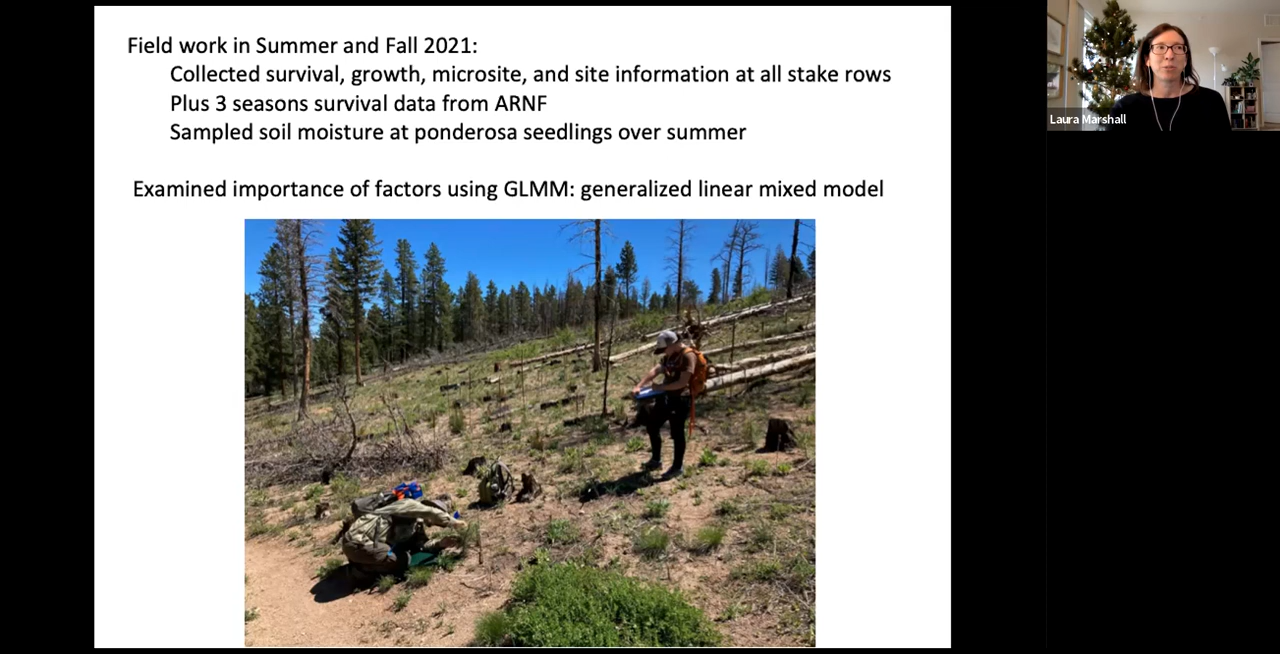 Field work in Summer and Fall 2021:
Collected survival, growth, microsite, and site information at all stake rows
Plus 3 seasons survival data from ARNF
Sampled soil moisture at ponderosa seedlings over summer
Examined importance of factors using GLMM: generalized linear mixed model
Laura Marshall